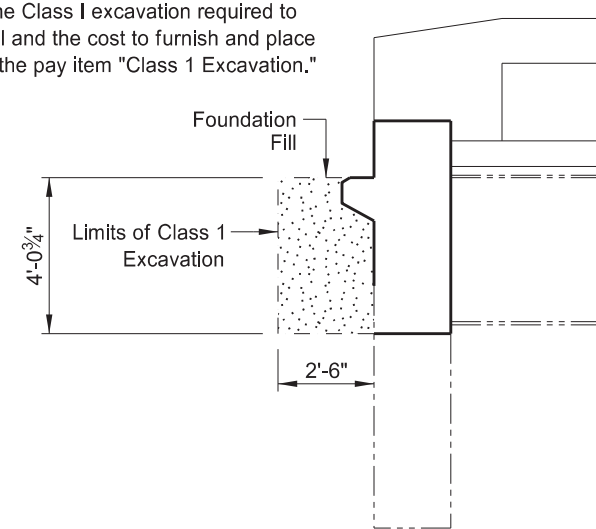 ne Class I excavation required to
l and the cost to furnish and place
the pay item "Class 1 Excavation."
Foundation
Fill
Limits of Class 1
Excavation
4'-0¾"
2'-6"